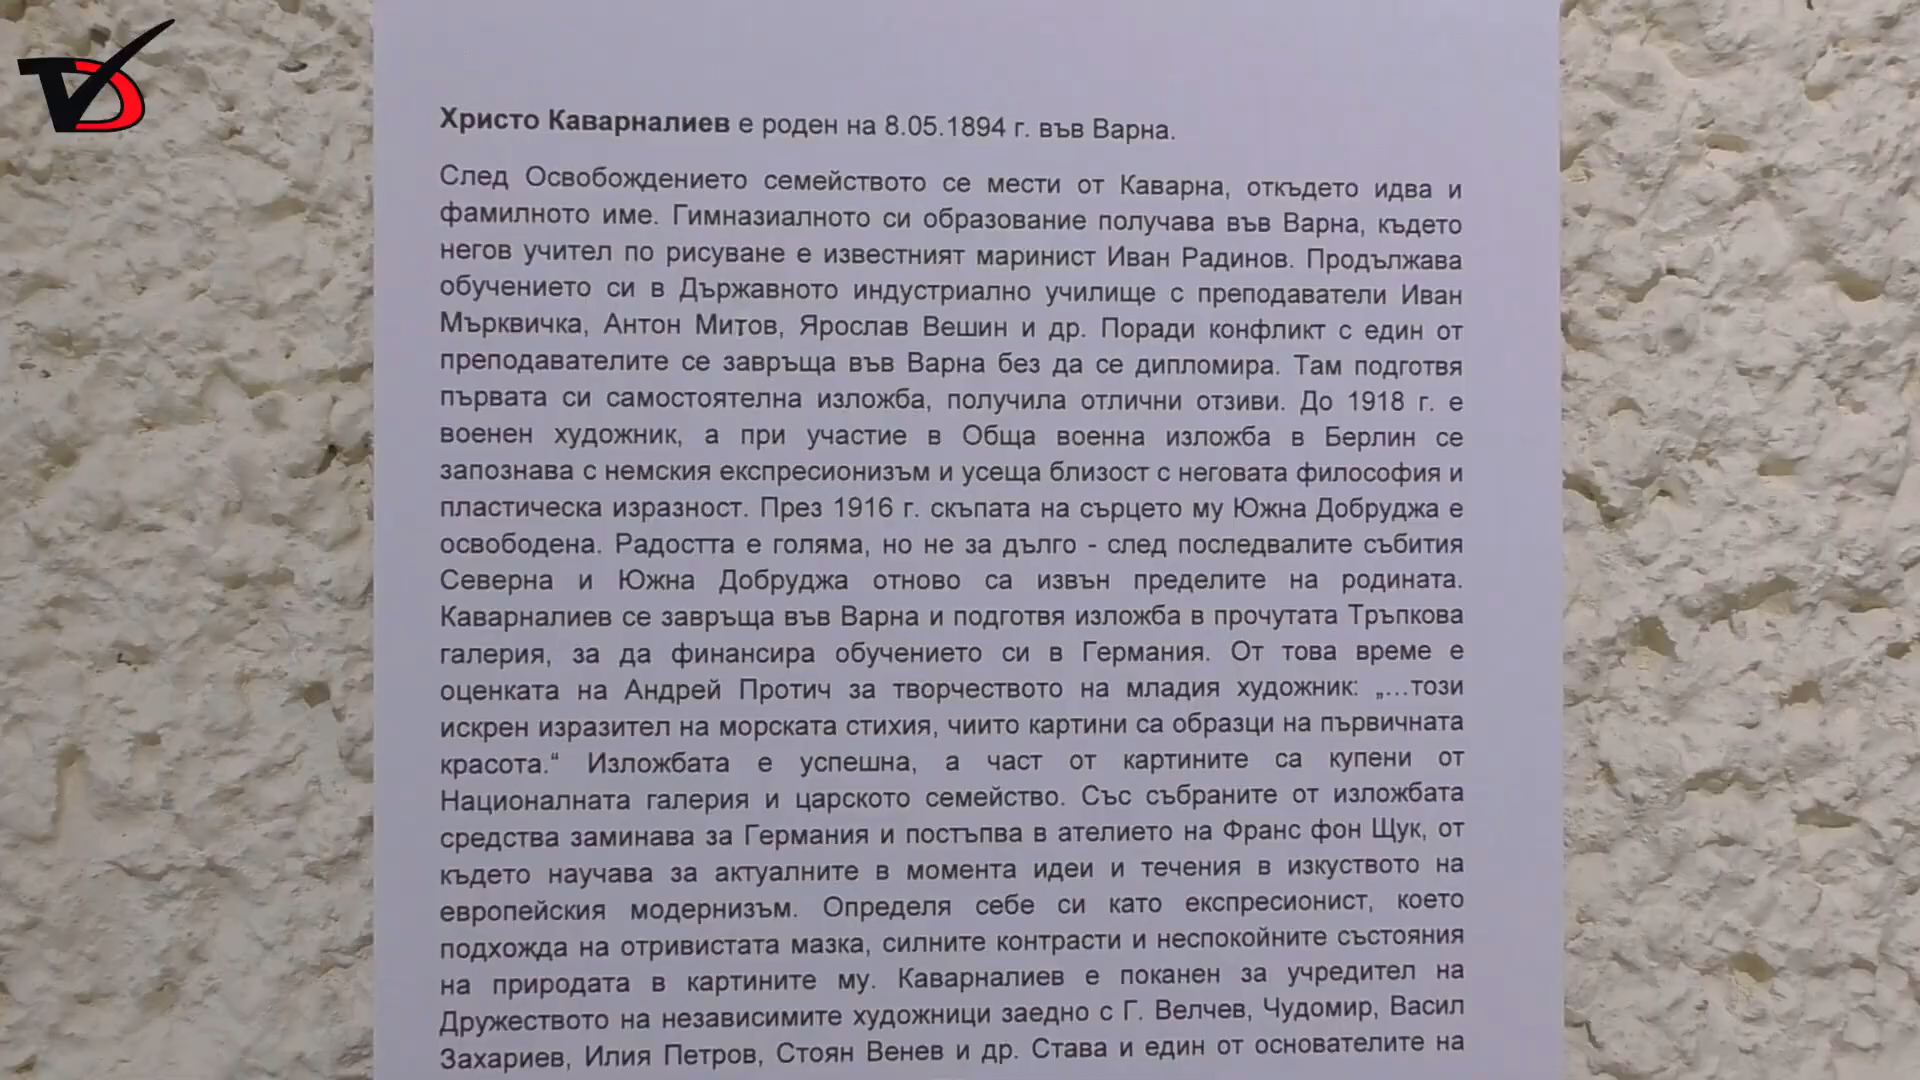 Христо Каварналиев е роден на 8.05.1894 г. във Варна.
След Освобождението семейството се мести от Каварна, откъдето идва и
фамилното име. Гимназиалното си образование получава във Варна, където
негов учител по рисуване е известният маринист Иван Радинов. Продължава
обучението си в Държавното индустриално училище с преподаватели Иван
Мърквичка, Антон Митов, Ярослав Вешин и др. Поради конфликт с един от
преподавателите се завръща във Варна без да се дипломира. Там подготвя
първата си самостоятелна изложба, получила отлични отзиви. До 1918 г. е
военен художник, а при участие в Обща военна изложба в Берлин се
запознава с немския експресионизъм и усеща близост с неговата философия и
пластическа изразност. През 1916 г. скъпата на сърцето му Южна Добруджа е
освободена. Радостта е голяма, но не за дълго - след последвалите събития
Северна и Южна Добруджа отново са извън пределите на родината.
Каварналиев се завръща във Варна и подготвя изложба в прочутата Тръпкова
галерия, за да финансира обучението си в Германия. От това време е
оценката на Андрей Протич за творчеството на младия художник: „...този
искрен изразител на морската стихия, чиито картини са образци на първичната
красота.“ Изложбата е успешна, а част от картините са купени от
Националната галерия и царското семейство. Със събраните от изложбата
средства заминава за Германия и постъпва в ателието на Франс фон Щук, от
където научава за актуалните в момента идеи и течения в изкуството на
европейския модернизъм. Определя себе си като експресионист, което
подхожда на отривистата мазка, силните контрасти и неспокойните състояния
на природата в картините му. Каварналиев е поканен за учредител на
Дружеството на независимите художници заедно с Г. Велчев, Чудомир, Васил
Захариев, Илия Петров, Стоян Венев и др. Става и един от основателите на